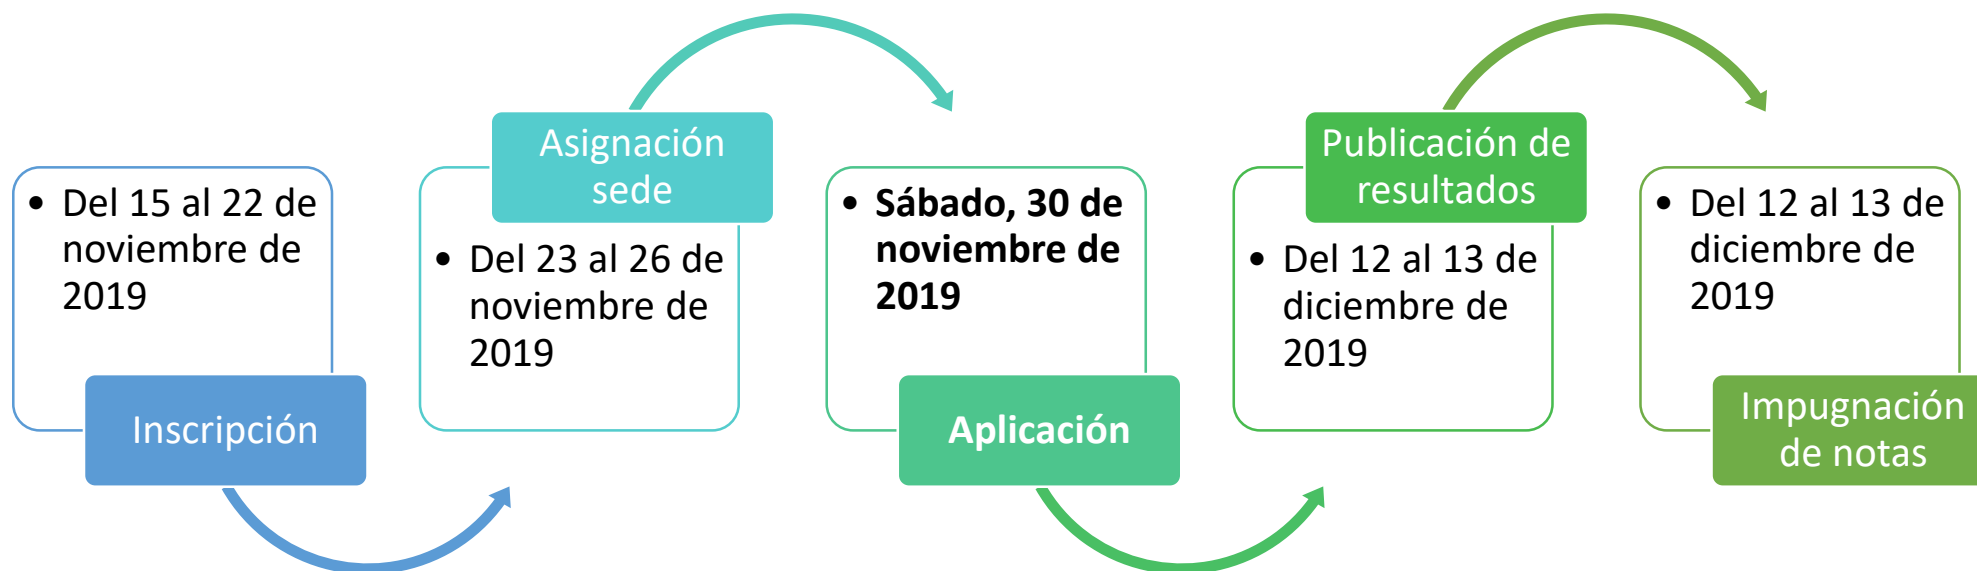 • Del 15 al 22 de
noviembre de
2019
Inscripción
Asignación
sede
• Del 23 al 26 de
noviembre de
2019
• Sábado, 30 de
noviembre de
2019
Aplicación
Publicación de
resultados
• Del 12 al 13 de
diciembre de
2019
• Del 12 al 13 de
diciembre de
2019
Impugnación
de notas